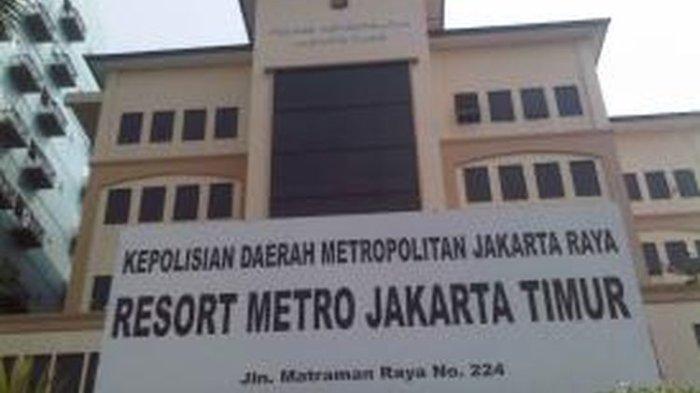 KEPOLISIAN DAERAH METROPOLITAN JAKARTA RAYA
RESORT METRO JAKARTA TIMUR
Jln. Matraman Raya No. 224